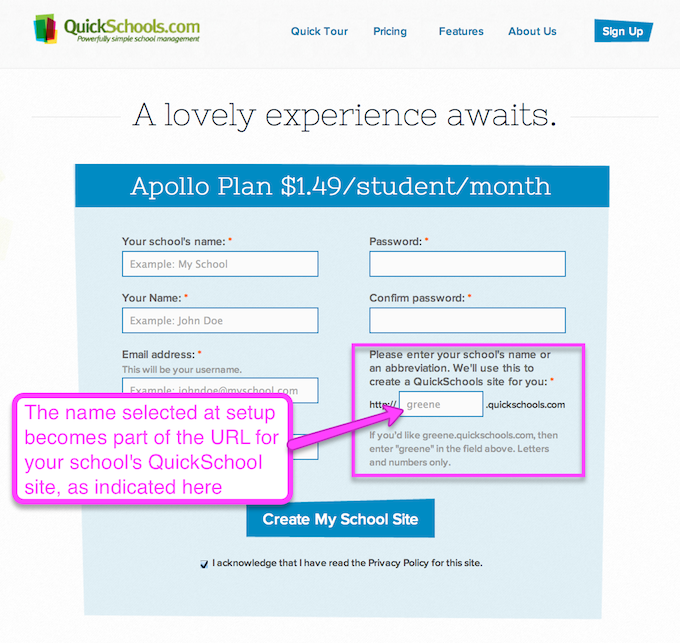 QuickSchools.com
Powerfully simple school management
Quick Tour Pricing Features About Us Sign Up
A lovely experience awaits.
Apollo Plan $1.49/student/month
Your school's name: *
Example: My School
Your Name: *
Example: John Doe
Email address: *
This will be your username.
Example: johndoe@myschool.com
Password: *
Confirm password: *
Please enter your school's name or
an abbreviation. We'll use this to
create a QuickSchools site for you: *
http:// greene .quickschools.com
If you'd like greene.quickschools.com, then
enter "greene" in the field above. Letters
and numbers only.
The name selected at setup
becomes part of the URL for
your school's QuickSchool
site, as indicated here
Create My School Site
I acknowledge that I have read the Privacy Policy for this site.